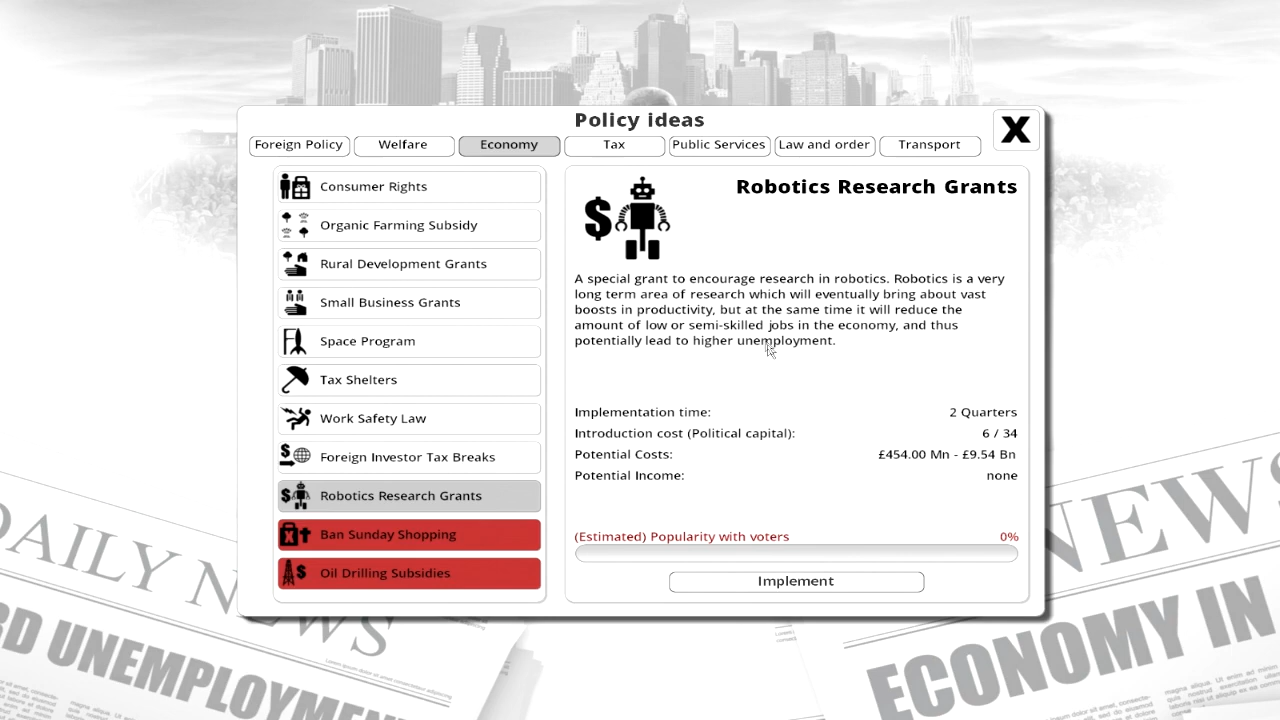 Policy ideas
X
Foreign Policy
Welfare
Economy
Tax
Public Services
Law and order
Transport
Consumer Rights
Organic Farming Subsidy
Rural Development Grants
Small Business Grants
Space Program
Tax Shelters
Work Safety Law
Foreign Investor Tax Breaks
Robotics Research Grants
Ban Sunday Shopping
Oil Drilling Subsidies
Robotics Research Grants
A special grant to encourage research in robotics. Robotics is a very
long term area of research which will eventually bring about vast
boosts in productivity, but at the same time it will reduce the
amount of low or semi-skilled jobs in the economy, and thus
potentially lead to higher unemployment.
Implementation time: 2 Quarters
Introduction cost (Political capital): 6 / 34
Potential Costs: £454.00 Mn - £9.54 Bn
Potential Income: none
(Estimated) Popularity with voters 0%
Implement
DAILY NEWS
RD UNEMPLOYMEN
NEWS
ECONOMY IN